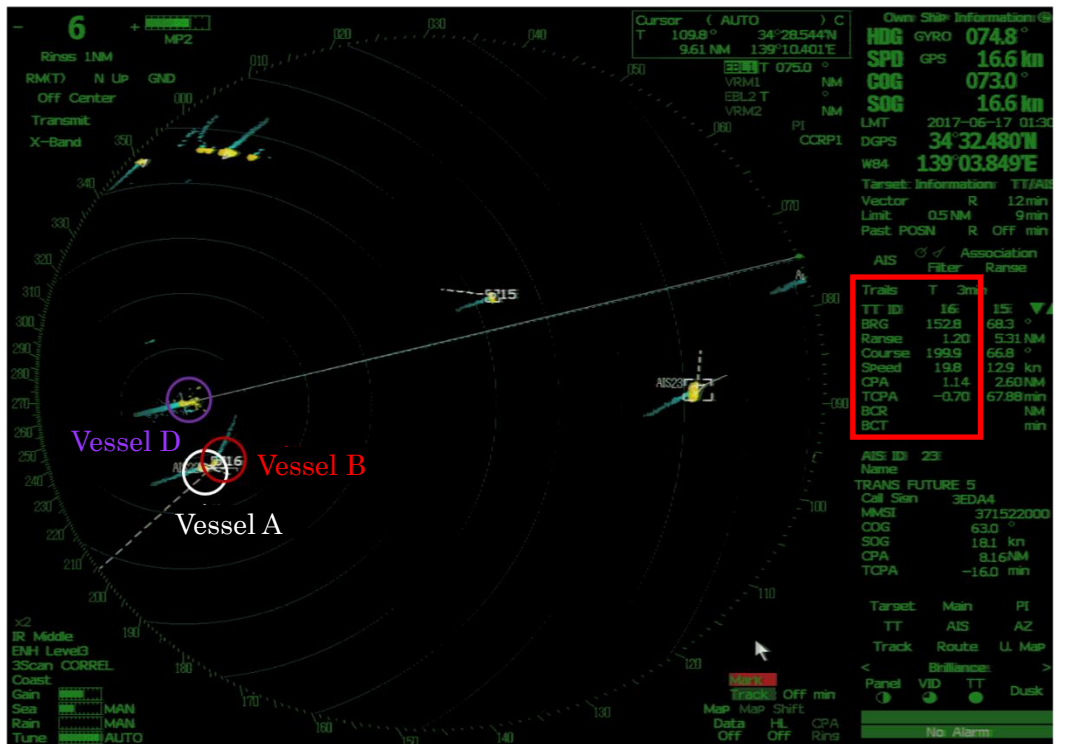 - 6 +
MP2
Rings 1NM
RM(T) N Up GND
Off Center
Transmit
X-Band
Cursor ( AUTO ) C
T 109.8° 34°28.544'N
9.61 NM 139°10.401'E
EBL1 T 075.0 °
VRM1 NM
EBL2 T °
VRM2 NM
PI
CCRP1
000
010
020
030
040
050
060
070
080
090
100
110
120
130
140
150
160
170
180
190
200
210
220
230
240
250
260
270
280
290
300
310
320
330
340
350
15
AIS23
16
Vessel D
Vessel B
Vessel A
x2
IR Middle
ENH Level3
3Scan CORREL
Coast
Gain
Sea MAN
Rain MAN
Tune AUTO
Mark
Track Off min
Map Map Shift
Data HL CPA
Off Off Ring
Own Ship Information
HDG GYRO 074.8 °
SPD GPS 16.6 kn
COG 073.0 °
SOG 16.6 kn
LMT 2017-06-17 01:30
DGPS 34°32.480'N
W84 139°03.849'E
Target Information TT/AIS
Vector R 12 min
Limit 0.5 NM 9 min
Past POSN R Off min
AIS Association
Filter Range
Trails T 3min
TT ID 16 15
BRG 152.8 68.3 °
Range 1.20 5.31 NM
Course 199.9 66.8 °
Speed 19.8 12.9 kn
CPA 1.14 2.60 NM
TCPA -0.70 67.88 min
BCR NM
BCT min
AIS ID 23
Name
TRANS FUTURE 5
Call Sign 3EDA4
MMSI 371522000
COG 63.0 °
SOG 18.1 kn
CPA 8.16NM
TCPA -16.0 min
Target Main PI
TT AIS AZ
Track Route U. Map
< Brilliance >
Panel VID TT
Dusk
No Alarm